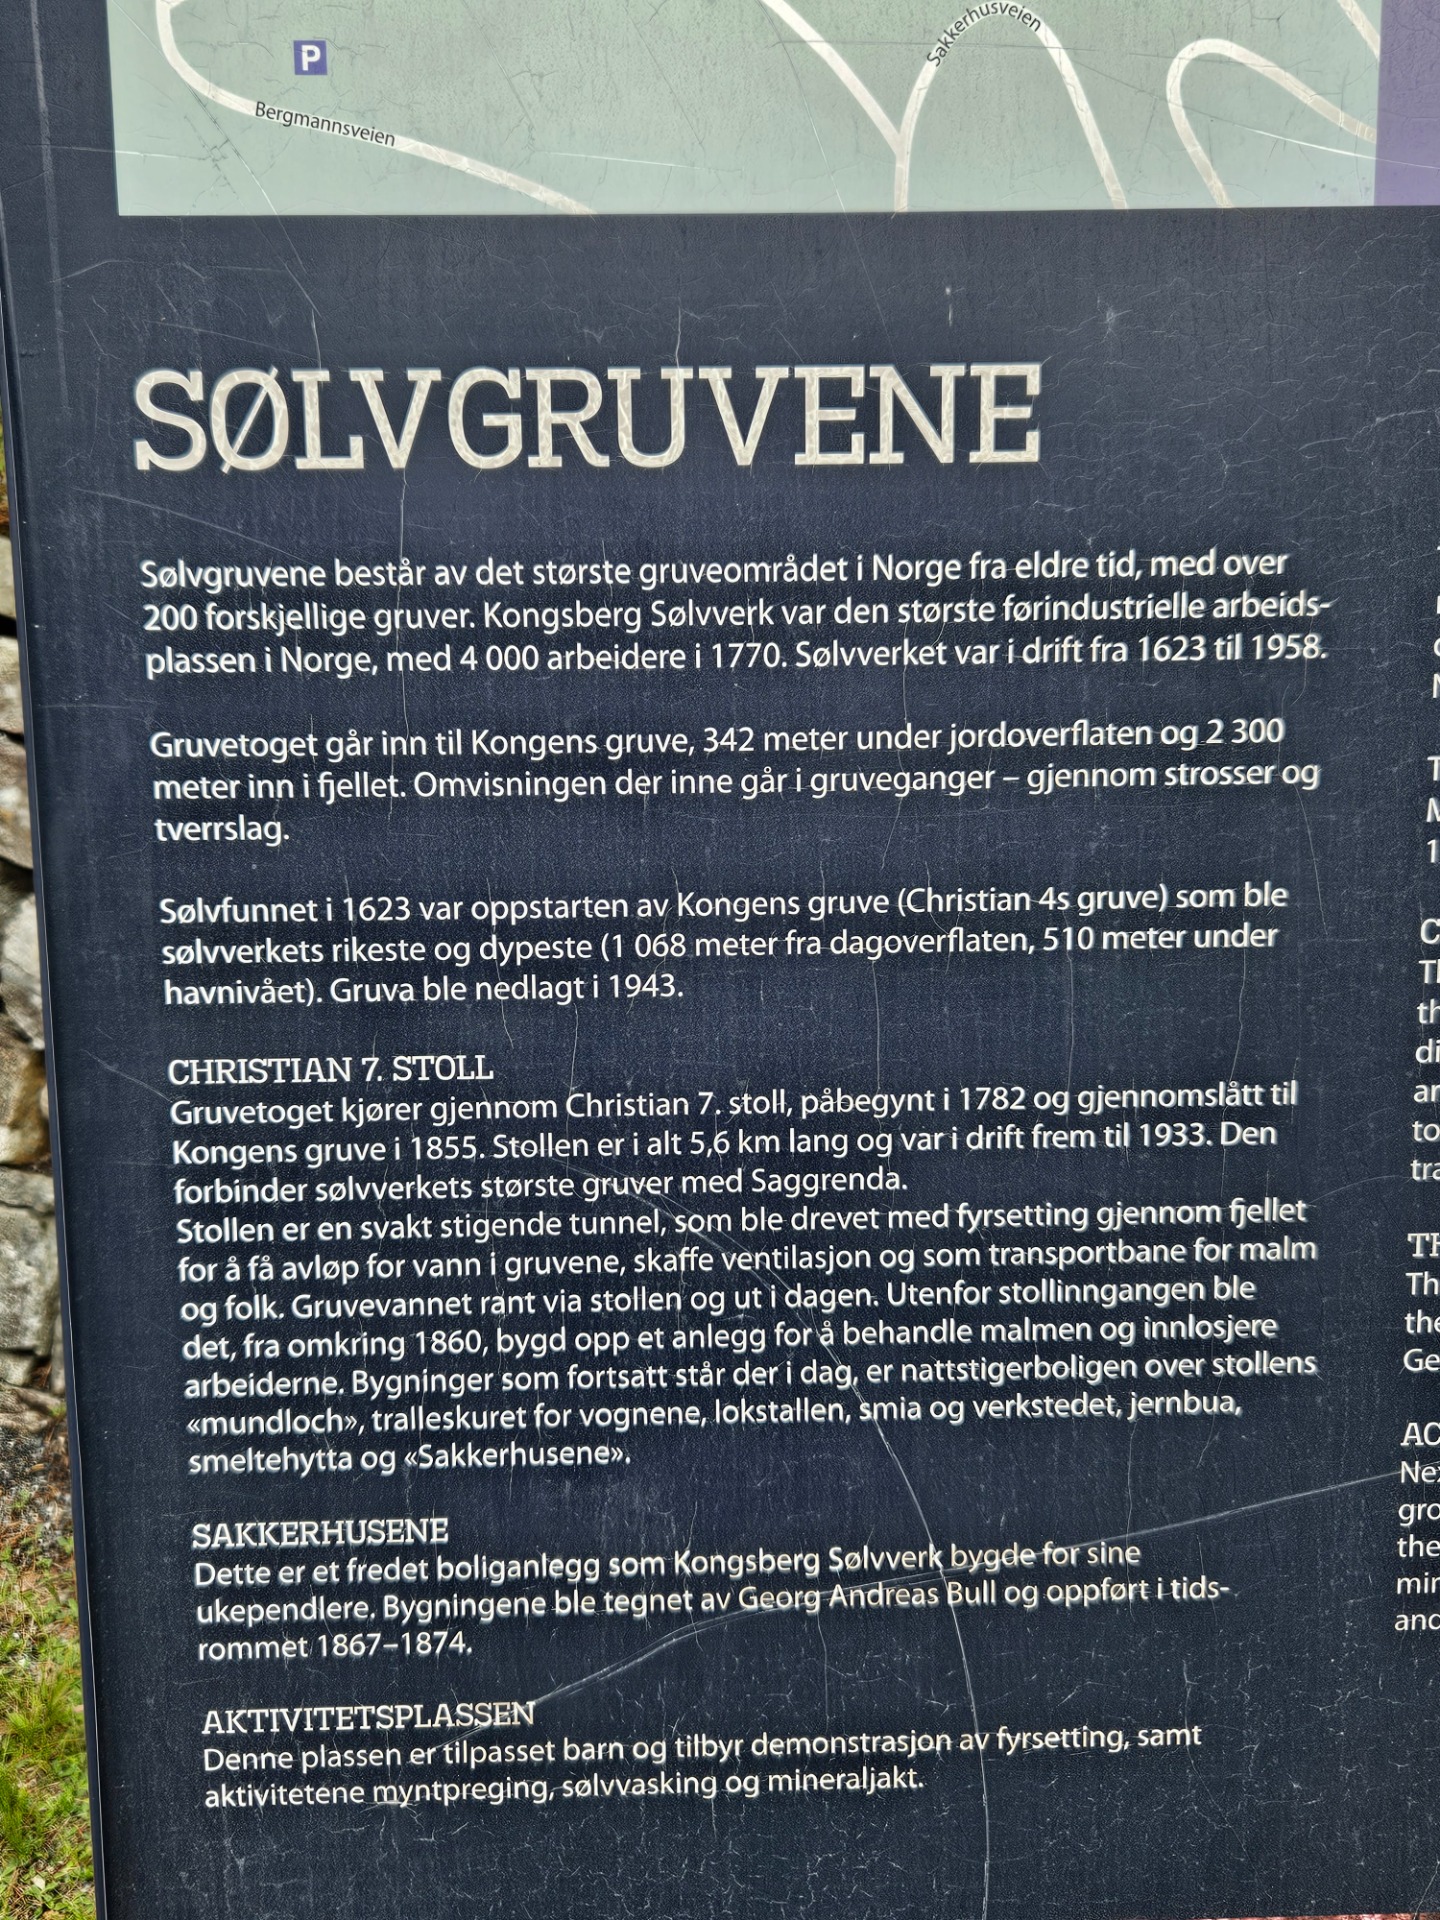 P
Bergmannsveien
Sakkerhusveien
SØLVGRUVENE
Sølvgruvene består av det største gruveområdet i Norge fra eldre tid, med over
200 forskjellige gruver. Kongsberg Sølvverk var den største førindustrielle arbeids-
plassen i Norge, med 4 000 arbeidere i 1770. Sølvverket var i drift fra 1623 til 1958.
Gruvetoget går inn til Kongens gruve, 342 meter under jordoverflaten og 2 300
meter inn i fjellet. Omvisningen der inne går i gruveganger – gjennom strosser og
tverrslag.
Sølvfunnet i 1623 var oppstarten av Kongens gruve (Christian 4s gruve) som ble
sølvverkets rikeste og dypeste (1 068 meter fra dagoverflaten, 510 meter under
havnivået). Gruva ble nedlagt i 1943.
CHRISTIAN 7. STOLL
Gruvetoget kjører gjennom Christian 7. stoll, påbegynt i 1782 og gjennomslått til
Kongens gruve i 1855. Stollen er i alt 5,6 km lang og var i drift frem til 1933. Den
forbinder sølvverkets største gruver med Saggrenda.
Stollen er en svakt stigende tunnel, som ble drevet med fyrsetting gjennom fjellet
for å få avløp for vann i gruvene, skaffe ventilasjon og som transportbane for malm
og folk. Gruvevannet rant via stollen og ut i dagen. Utenfor stollinngangen ble
det, fra omkring 1860, bygd opp et anlegg for å behandle malmen og innlosjere
arbeiderne. Bygninger som fortsatt står der i dag, er nattstigerboligen over stollens
«mundloch», tralleskuret for vognene, lokstallen, smia og verkstedet, jernbua,
smeltehytta og «Sakkerhusene».
SAKKERHUSENE
Dette er et fredet boliganlegg som Kongsberg Sølvverk bygde for sine
ukependlere. Bygningene ble tegnet av Georg Andreas Bull og oppført i tids-
rommet 1867–1874.
AKTIVITETSPLASSEN
Denne plassen er tilpasset barn og tilbyr demonstrasjon av fyrsetting, samt
aktivitetene myntpreging, sølvvasking og mineraljakt.